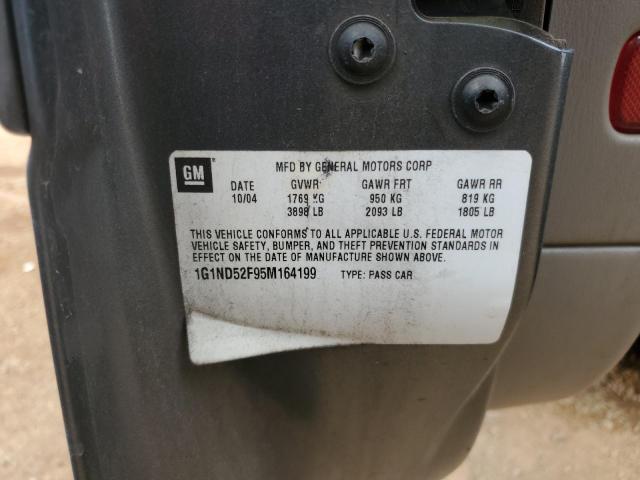 GM
MFD BY GENERAL MOTORS CORP
DATE GVWR GAWR FRT GAWR RR
10/04 1769 KG 950 KG 819 KG
3898 LB 2093 LB 1805 LB
THIS VEHICLE CONFORMS TO ALL APPLICABLE U.S. FEDERAL MOTOR
VEHICLE SAFETY, BUMPER, AND THEFT PREVENTION STANDARDS IN
EFFECT ON THE DATE OF MANUFACTURE SHOWN ABOVE.
1G1ND52F95M164199 TYPE: PASS CAR